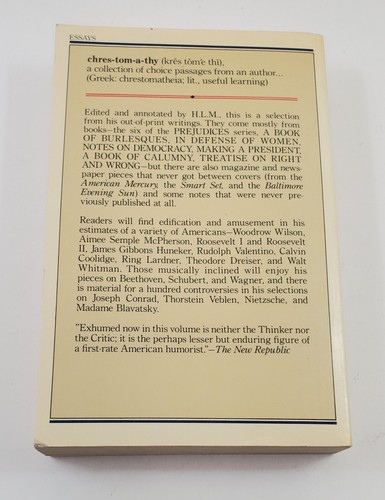 ESSAYS
chres-tom-a-thy (krĕs tŏm'e thĭ),
a collection of choice passages from an author...
(Greek: chrestomatheia; lit., useful learning)
Edited and annotated by H.L.M., this is a selection
from his out-of-print writings. They come mostly from
books—the six of the PREJUDICES series, A BOOK
OF BURLESQUES, IN DEFENSE OF WOMEN,
NOTES ON DEMOCRACY, MAKING A PRESIDENT,
A BOOK OF CALUMNY, TREATISE ON RIGHT
AND WRONG—but there are also magazine and news-
paper pieces that never got between covers (from the
American Mercury, the Smart Set, and the Baltimore
Evening Sun) and some notes that were never pre-
viously published at all.
Readers will find edification and amusement in his
estimates of a variety of Americans—Woodrow Wilson,
Aimee Semple McPherson, Roosevelt I and Roosevelt
II, James Gibbons Huneker, Rudolph Valentino, Calvin
Coolidge, Ring Lardner, Theodore Dreiser, and Walt
Whitman. Those musically inclined will enjoy his
pieces on Beethoven, Schubert, and Wagner, and there
is material for a hundred controversies in his selections
on Joseph Conrad, Thorstein Veblen, Nietzsche, and
Madame Blavatsky.
"Exhumed now in this volume is neither the Thinker nor
the Critic; it is the perhaps lesser but enduring figure of
a first-rate American humorist."—The New Republic